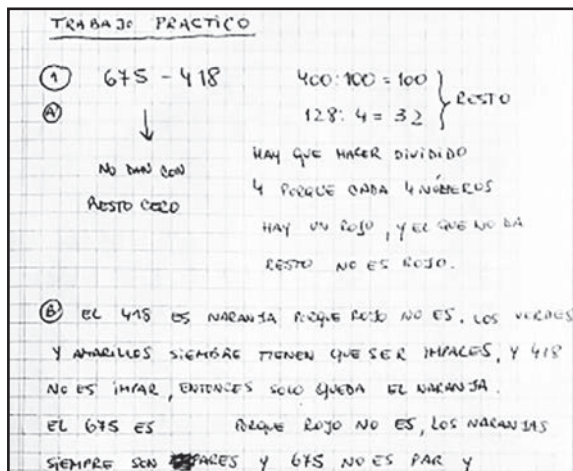 TRABAJO PRACTICO
① 675 - 418
A
NO DAN CON
RESTO CERO
400:100 = 100
128:4 = 32
RESTO
HAY QUE HACER DIVIDIDO
4 PORQUE CADA 4 NÚMEROS
HAY UN ROJO, Y EL QUE NO DA
RESTO NO ES ROJO.
B EL 418 ES NARANJA PORQUE ROJO NO ES, LOS VERDES
Y AMARILLOS SIEMBRE TIENEN QUE SER IMPARES, Y 418
NO ES IMPAR, ENTONCES SOLO QUEDA EL NARANJA.
EL 675 ES PORQUE ROJO NO ES, LOS NARANJAS
SIEMPRE SON PARES Y 675 NO ES PAR Y